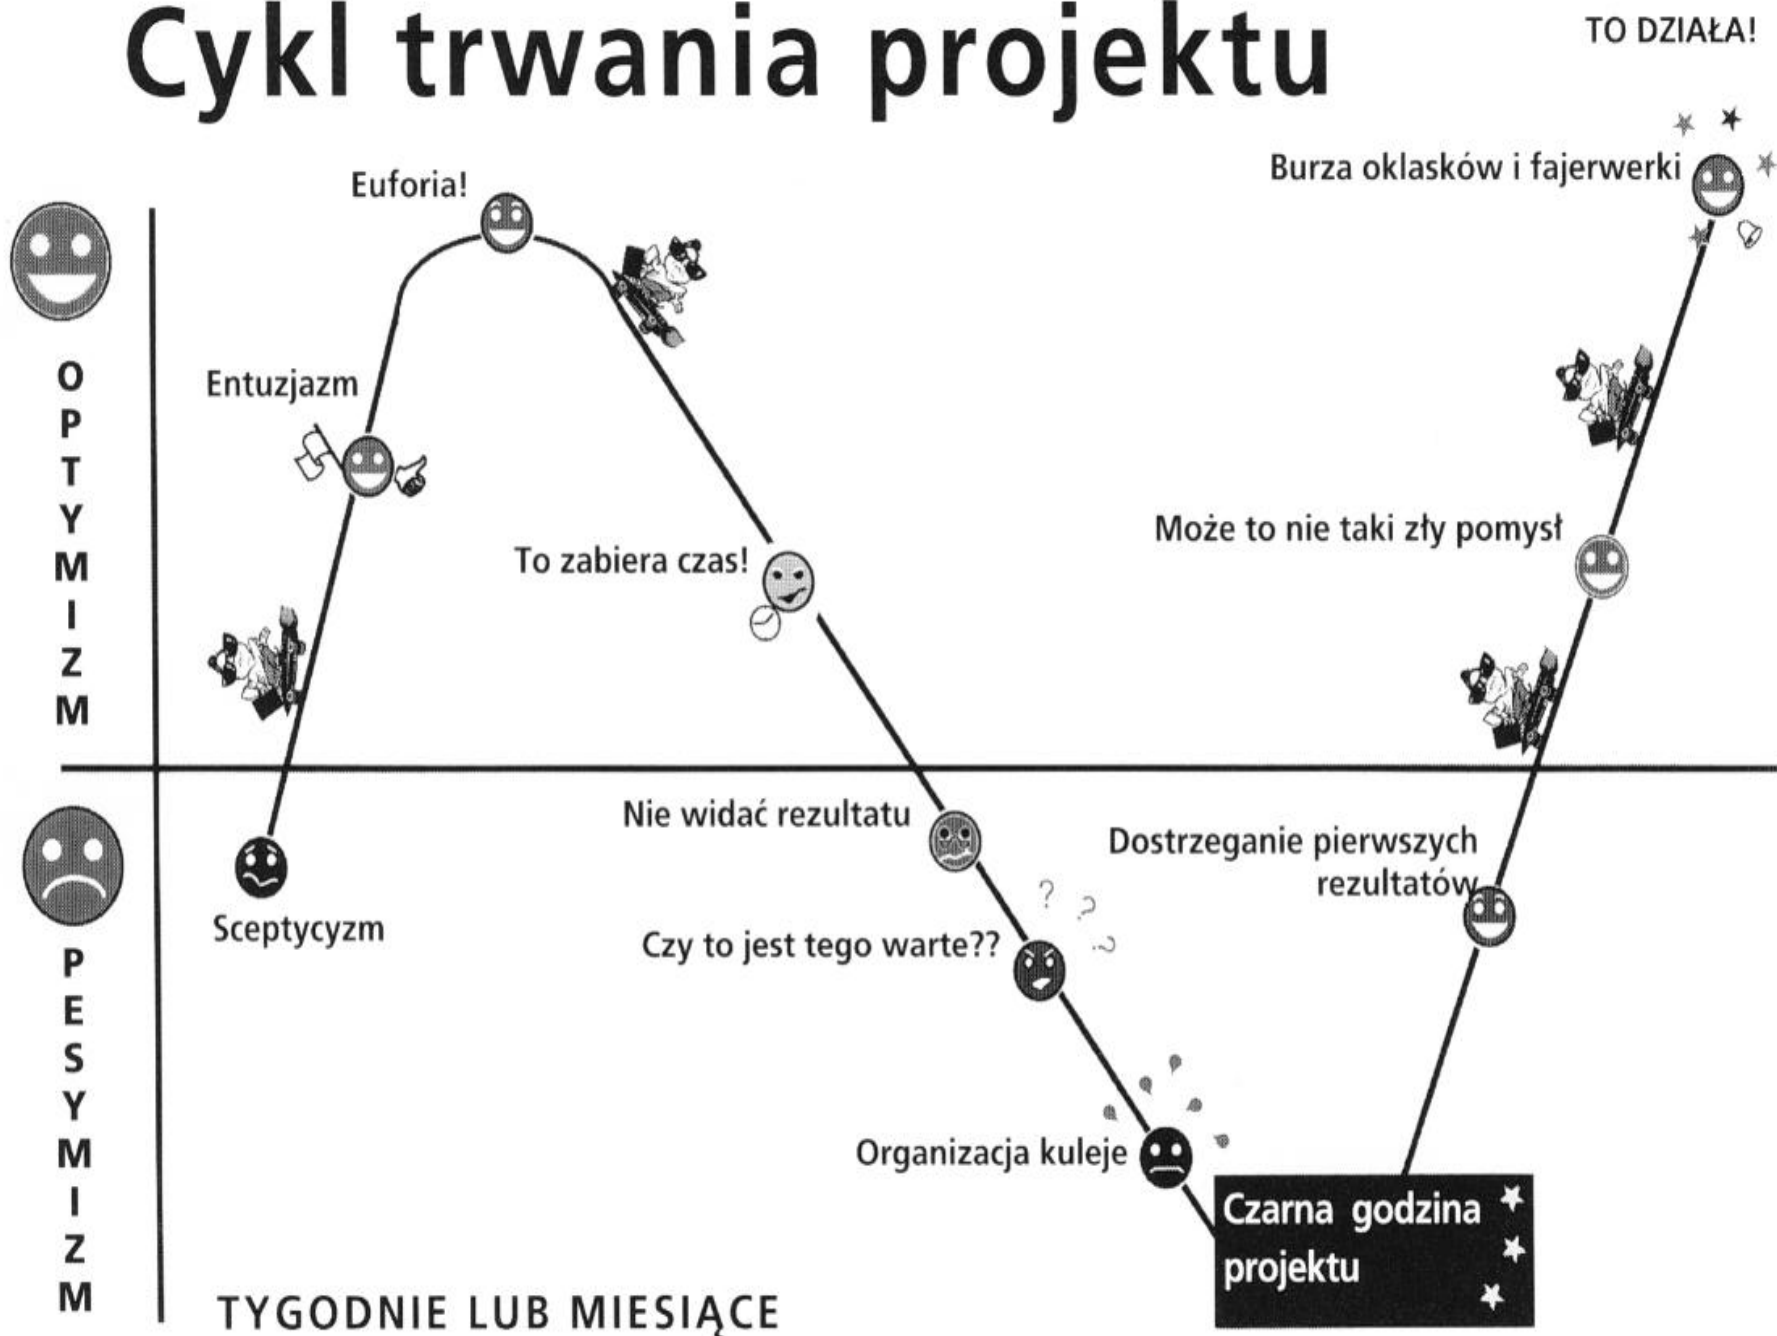 Cykl trwania projektu
TO DZIAŁA!
Burza oklasków i fajerwerki
Euforia!
OPTYMIZM
Entuzjazm
Może to nie taki zły pomysł
To zabiera czas!
Nie widać rezultatu
Dostrzeganie pierwszych
rezultatów
Sceptycyzm
? ? ?
Czy to jest tego warte??
PESYMIZM
Organizacja kuleje
Czarna godzina
projektu
TYGODNIE LUB MIESIĄCE